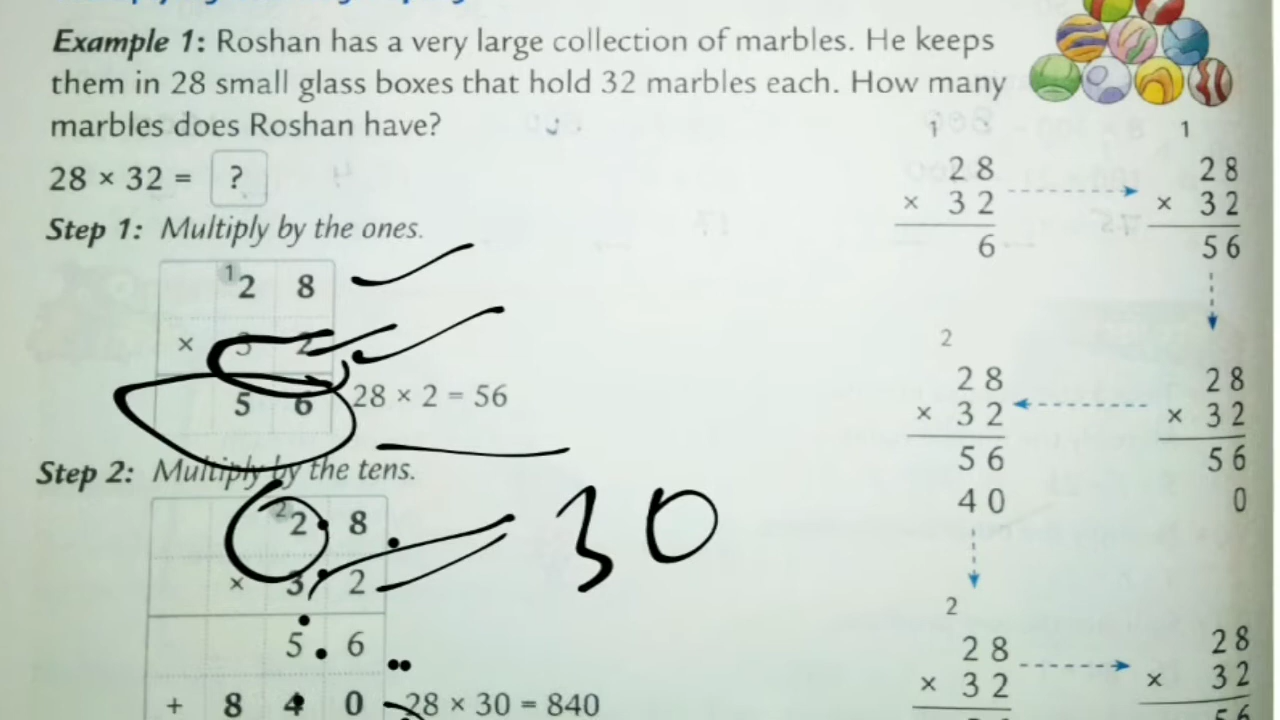 Example 1: Roshan has a very large collection of marbles. He keeps
them in 28 small glass boxes that hold 32 marbles each. How many
marbles does Roshan have?
28 × 32 = ?
Step 1: Multiply by the ones.
1
2 8
× 3 2
5 6
28 × 2 = 56
Step 2: Multiply by the tens.
2
2 8
× 3 2
5 6
+ 8 4 0
28 × 30 = 840
30
1
28
× 32
6
1
28
× 32
56
2
28
× 32
56
40
28
× 32
56
0
2
28
× 32
28
× 32
56